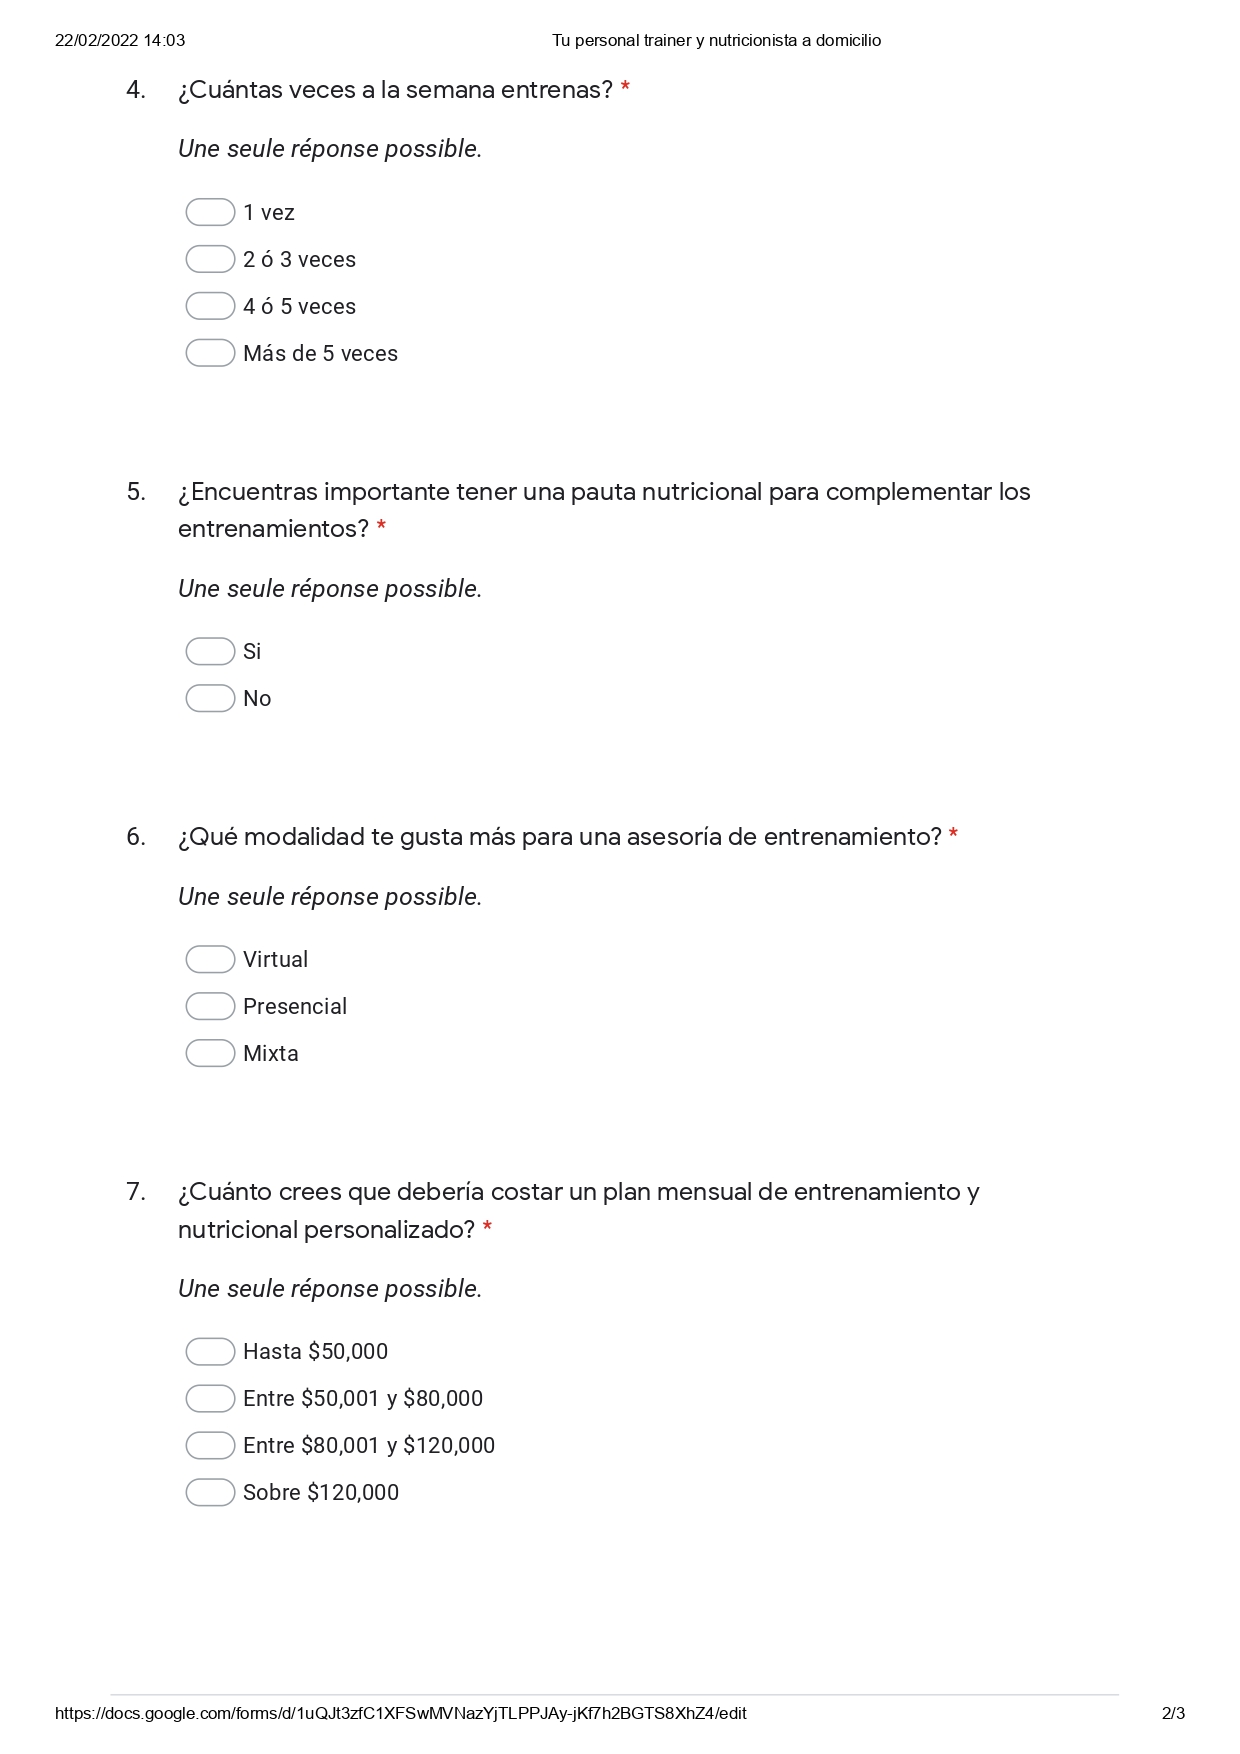 22/02/2022 14:03
Tu personal trainer y nutricionista a domicilio
4. ¿Cuántas veces a la semana entrenas? *
Une seule réponse possible.
1 vez
2 ó 3 veces
4 ó 5 veces
Más de 5 veces
5. ¿Encuentras importante tener una pauta nutricional para complementar los
entrenamientos? *
Une seule réponse possible.
Si
No
6. ¿Qué modalidad te gusta más para una asesoría de entrenamiento? *
Une seule réponse possible.
Virtual
Presencial
Mixta
7. ¿Cuánto crees que debería costar un plan mensual de entrenamiento y
nutricional personalizado? *
Une seule réponse possible.
Hasta $50,000
Entre $50,001 y $80,000
Entre $80,001 y $120,000
Sobre $120,000
https://docs.google.com/forms/d/1uQJt3zfC1XFSwMVNazYjTLPPJAy-jKf7h2BGTS8XhZ4/edit
2/3